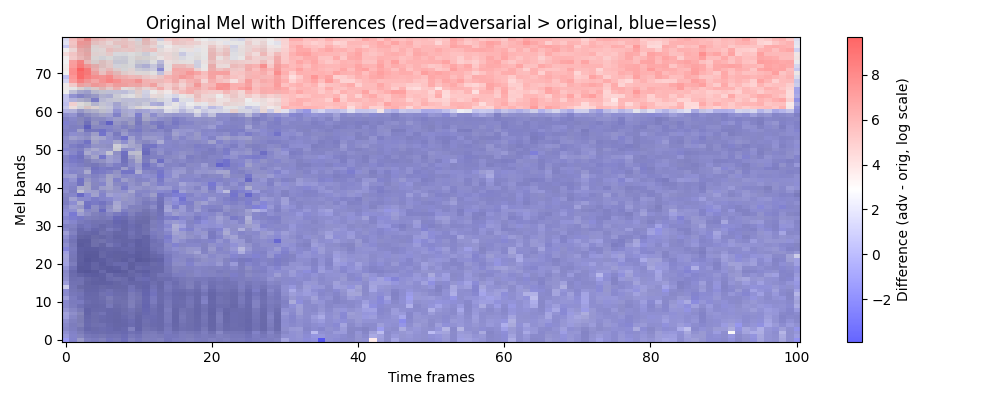 Original Mel with Differences (red=adversarial > original, blue=less)
Mel bands
70
60
50
40
30
20
10
0
0 20 40 60 80 100
Time frames
8
6
4
2
0
−2
Difference (adv - orig, log scale)